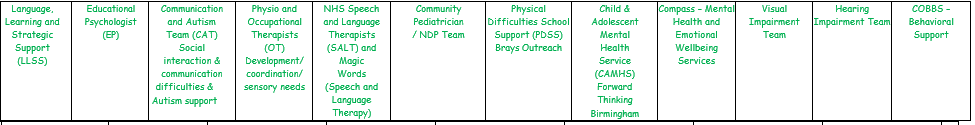 Language,
Learning and
Strategic
Support
(LLSS)
Educational
Psychologist
(EP)
Communication
and Autism
Team (CAT)
Social
interaction &
communication
difficulties &
Autism support
Physio and
Occupational
Therapists
(OT)
Development/
coordination/
sensory needs
NHS Speech
and Language
Therapists
(SALT) and
Magic
Words
(Speech and
Language
Therapy)
Community
Pediatrician
/ NDP Team
Physical
Difficulties School
Support (PDSS)
Brays Outreach
Child &
Adolescent
Mental
Health
Service
(CAMHS)
Forward
Thinking
Birmingham
Compass – Mental
Health and
Emotional
Wellbeing
Services
Visual
Impairment
Team
Hearing
Impairment Team
COBBS –
Behavioral
Support